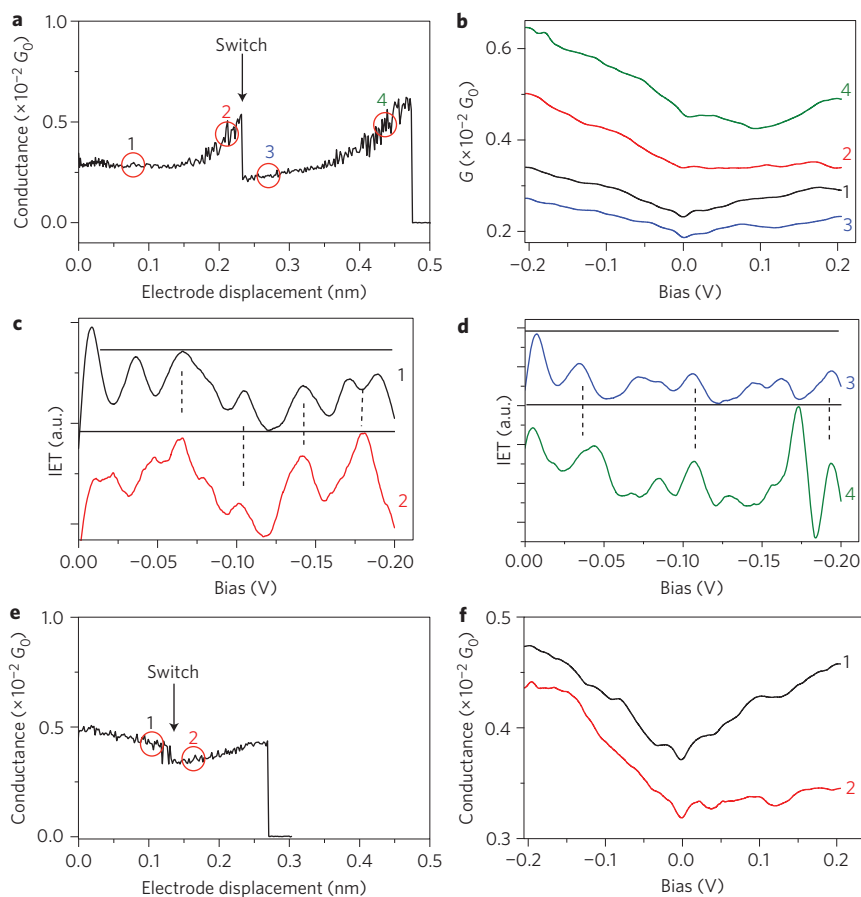 a
Conductance (×10⁻² G₀)
1.0
0.5
0.0
Switch
1
2
3
4
0.0 0.1 0.2 0.3 0.4 0.5
Electrode displacement (nm)
b
G (×10⁻² G₀)
0.6
0.4
0.2
4
2
1
3
−0.2 −0.1 0.0 0.1 0.2
Bias (V)
c
IET (a.u.)
1
2
0.00 −0.05 −0.10 −0.15 −0.20
Bias (V)
d
IET (a.u.)
3
4
0.00 −0.05 −0.10 −0.15 −0.20
Bias (V)
e
Conductance (×10⁻² G₀)
1.0
0.5
0.0
Switch
1
2
0.0 0.1 0.2 0.3 0.4 0.5
Electrode displacement (nm)
f
Conductance (×10⁻² G₀)
0.5
0.4
0.3
1
2
−0.2 −0.1 0.0 0.1 0.2
Bias (V)